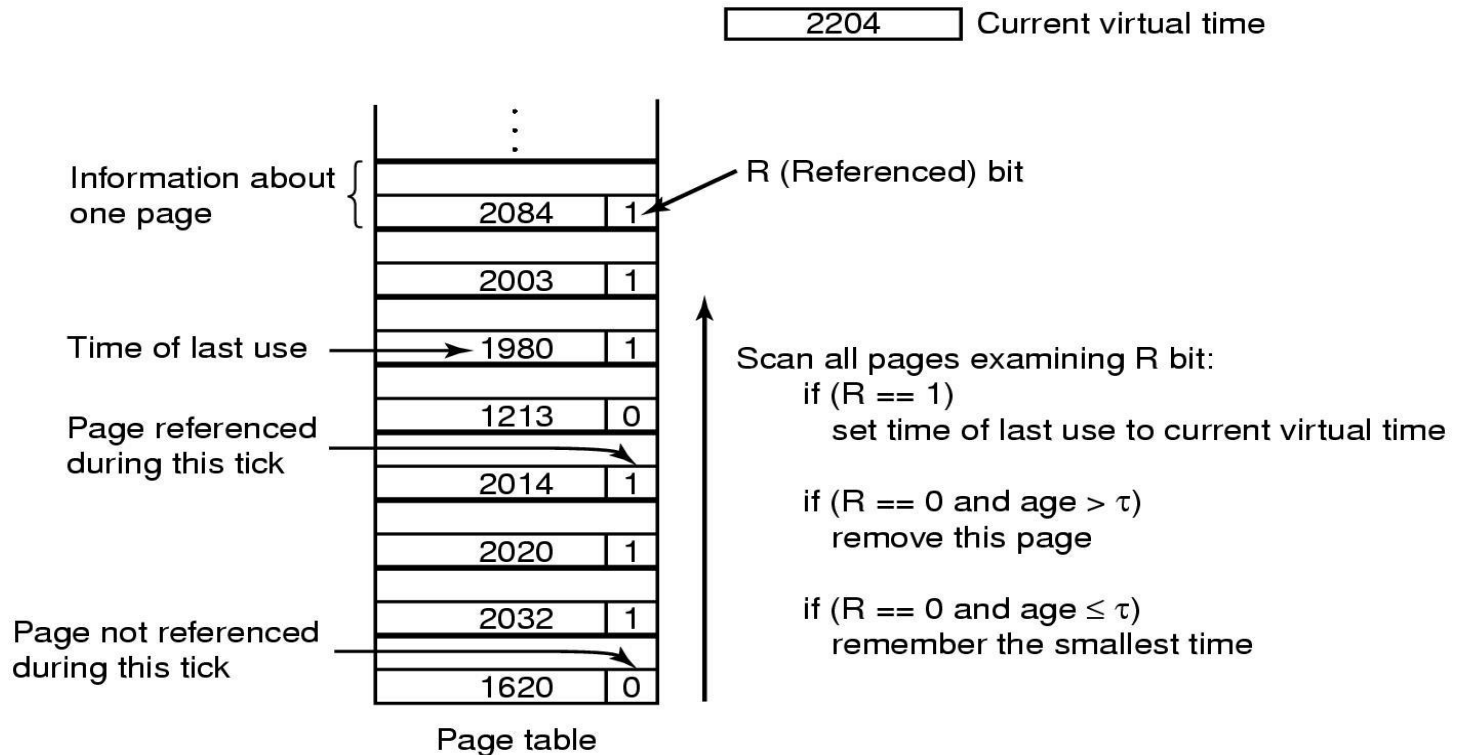 2204 Current virtual time
Information about
one page
R (Referenced) bit
2084 1
2003 1
Time of last use
1980 1
1213 0
Page referenced
during this tick
2014 1
2020 1
2032 1
Page not referenced
during this tick
1620 0
Page table
Scan all pages examining R bit:
if (R == 1)
set time of last use to current virtual time
if (R == 0 and age > τ)
remove this page
if (R == 0 and age ≤ τ)
remember the smallest time